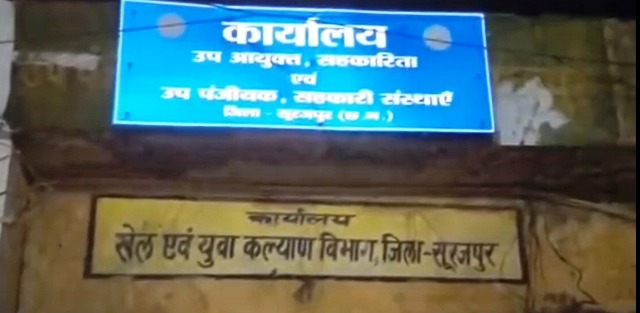 कार्यालय
उप आयुक्त, सहकारिता
एवं
उप पंजीयक, सहकारी संस्थाएँ
जिला - सूरजपुर (छ.ग.)
कार्यालय
खेल एवं युवा कल्याण विभाग, जिला-सूरजपुर